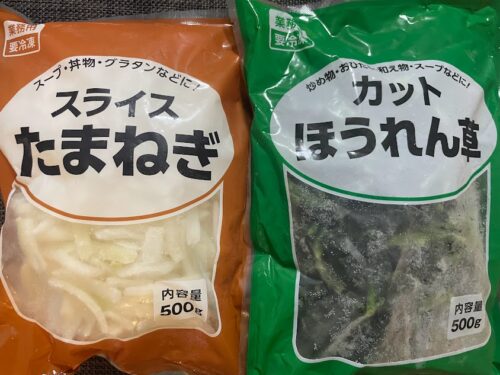 業務用
要冷凍
スープ・丼物・グラタンなどに!
スライス
たまねぎ
内容量
500g
業務用
要冷凍
炒め物・おひたし・和え物・スープなどに!
カット
ほうれん草
内容量
500g